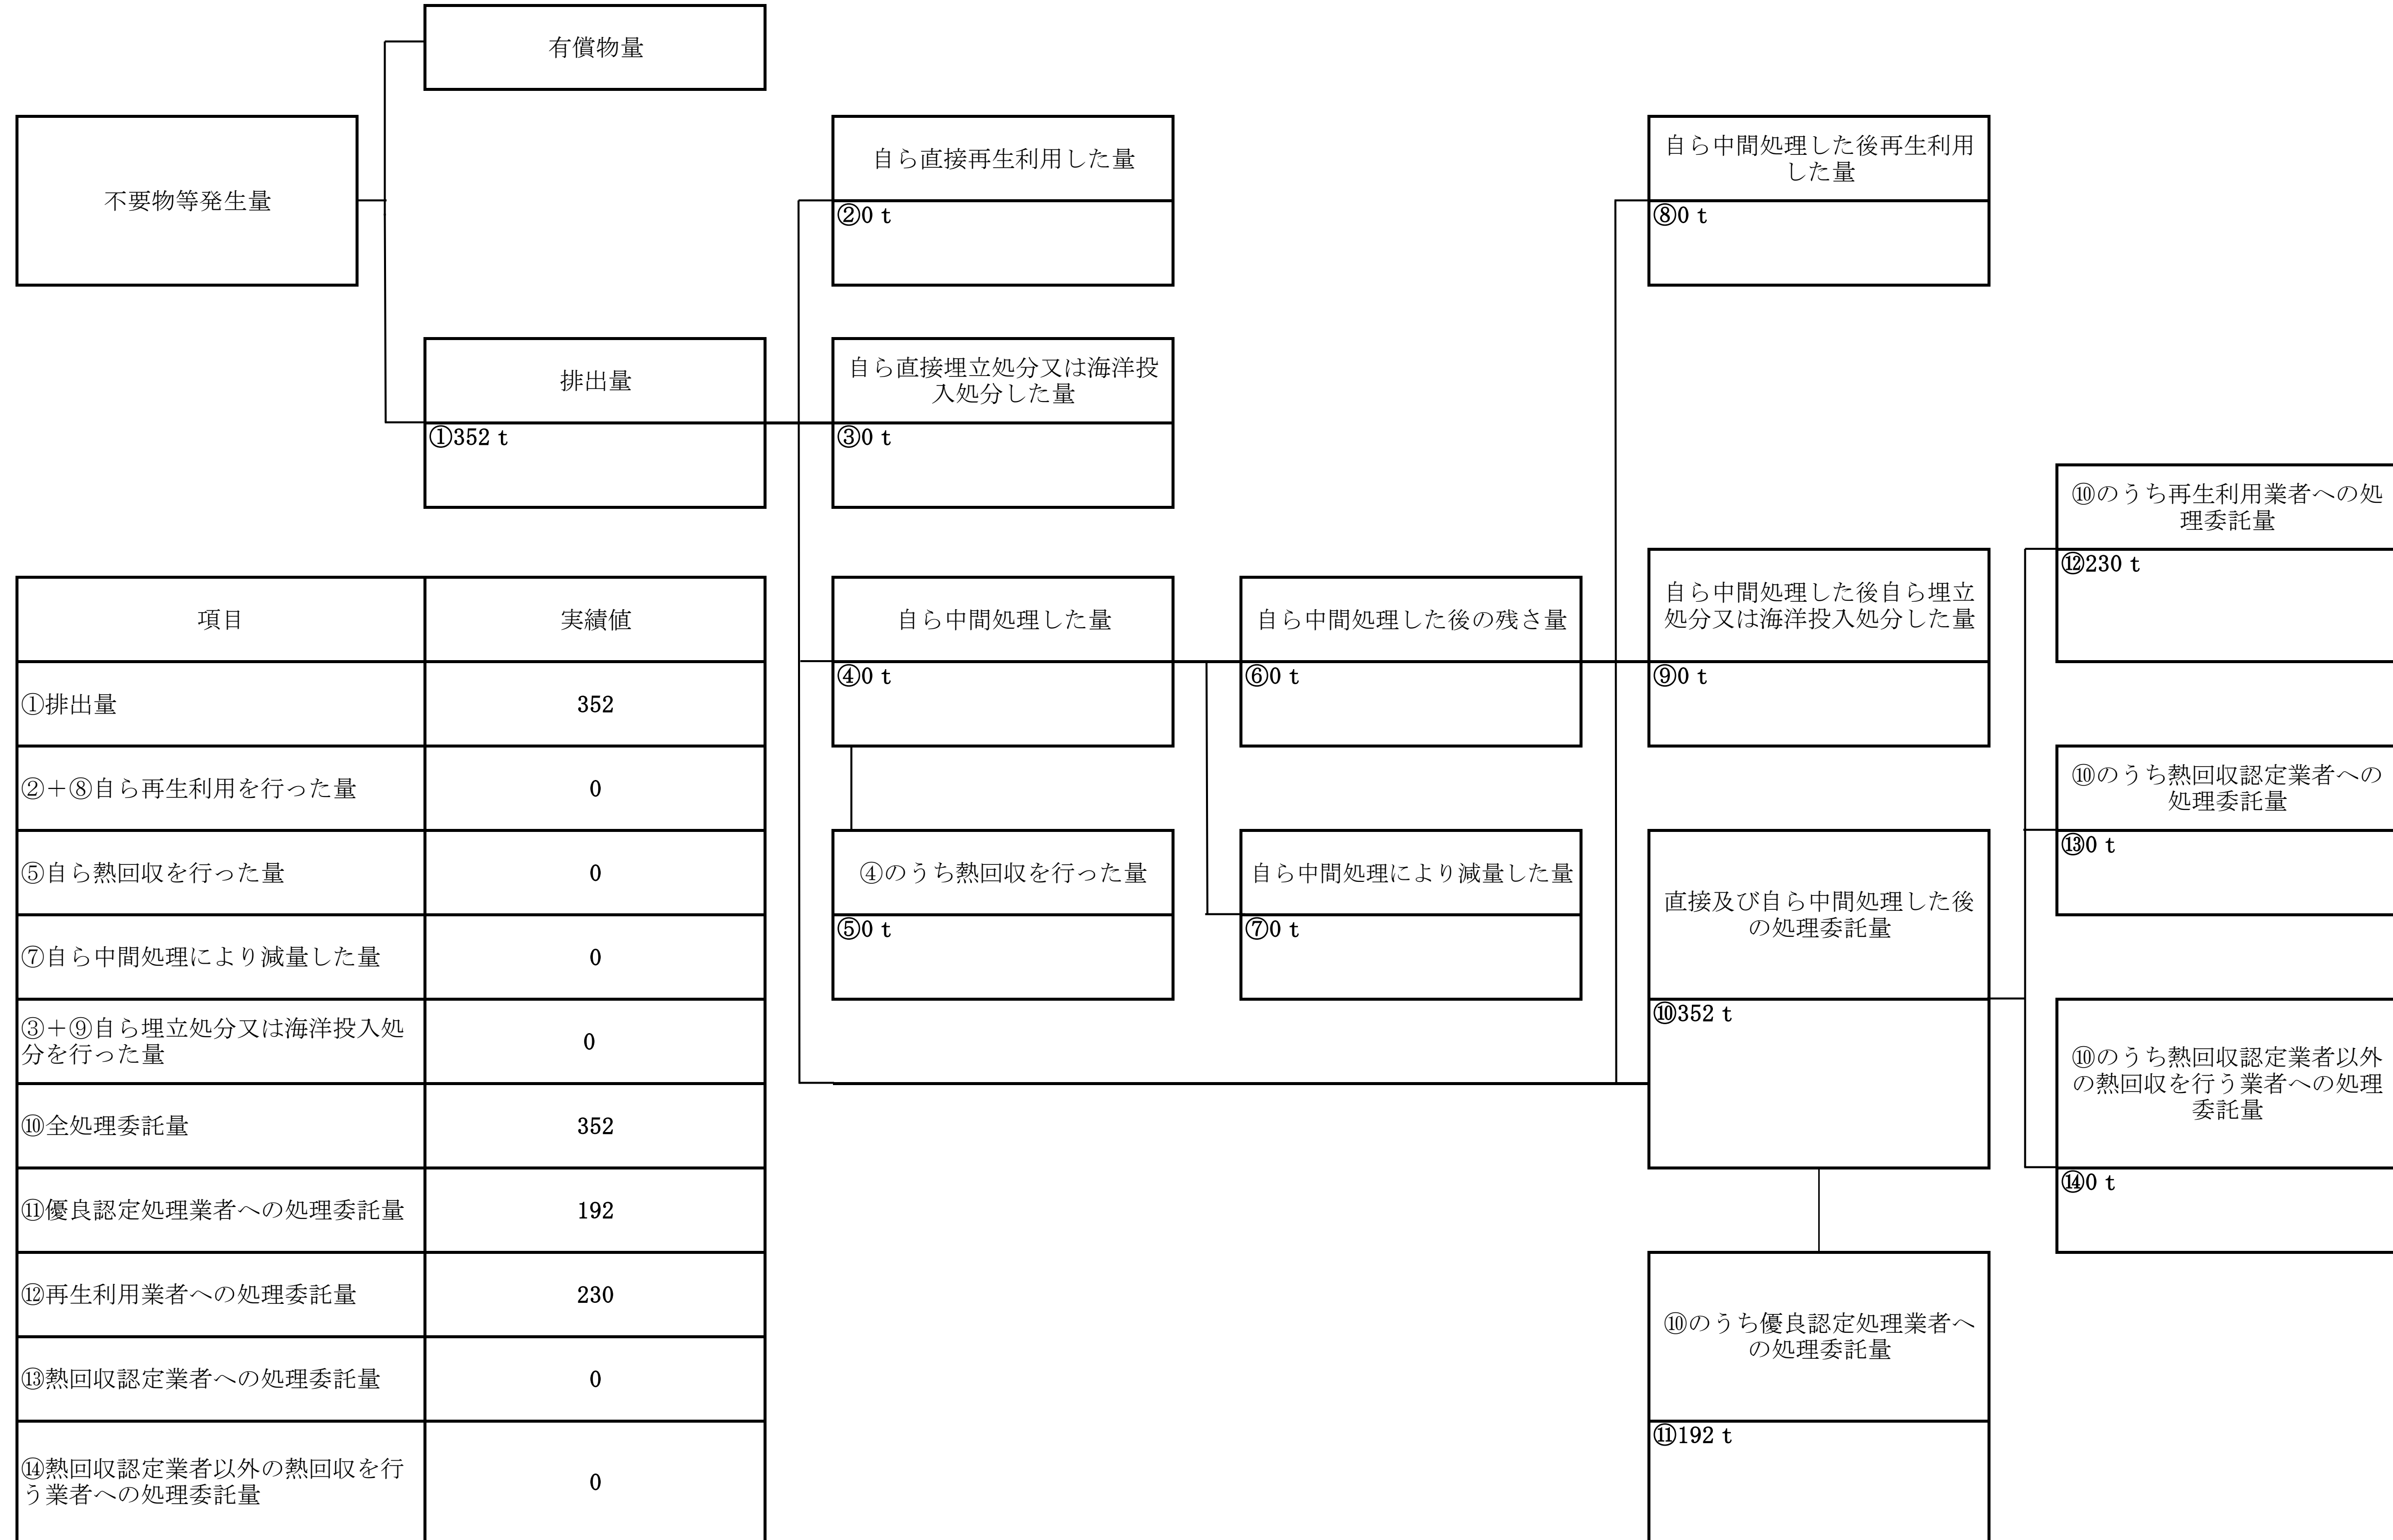 有償物量
不要物等発生量
自ら直接再生利用した量
②0 t
自ら中間処理した後再生利用
した量
⑧0 t
排出量
①352 t
自ら直接埋立処分又は海洋投
入処分した量
③0 t
⑩のうち再生利用業者への処
理委託量
⑫230 t
自ら中間処理した量
④0 t
自ら中間処理した後の残さ量
⑥0 t
自ら中間処理した後自ら埋立
処分又は海洋投入処分した量
⑨0 t
⑩のうち熱回収認定業者への
処理委託量
⑬0 t
④のうち熱回収を行った量
⑤0 t
自ら中間処理により減量した量
⑦0 t
直接及び自ら中間処理した後
の処理委託量
⑩352 t
⑩のうち熱回収認定業者以外
の熱回収を行う業者への処理
委託量
⑭0 t
⑩のうち優良認定処理業者へ
の処理委託量
⑪192 t
項目 実績値
①排出量 352
②＋⑧自ら再生利用を行った量 0
⑤自ら熱回収を行った量 0
⑦自ら中間処理により減量した量 0
③＋⑨自ら埋立処分又は海洋投入処
分を行った量 0
⑩全処理委託量 352
⑪優良認定処理業者への処理委託量 192
⑫再生利用業者への処理委託量 230
⑬熱回収認定業者への処理委託量 0
⑭熱回収認定業者以外の熱回収を行
う業者への処理委託量 0